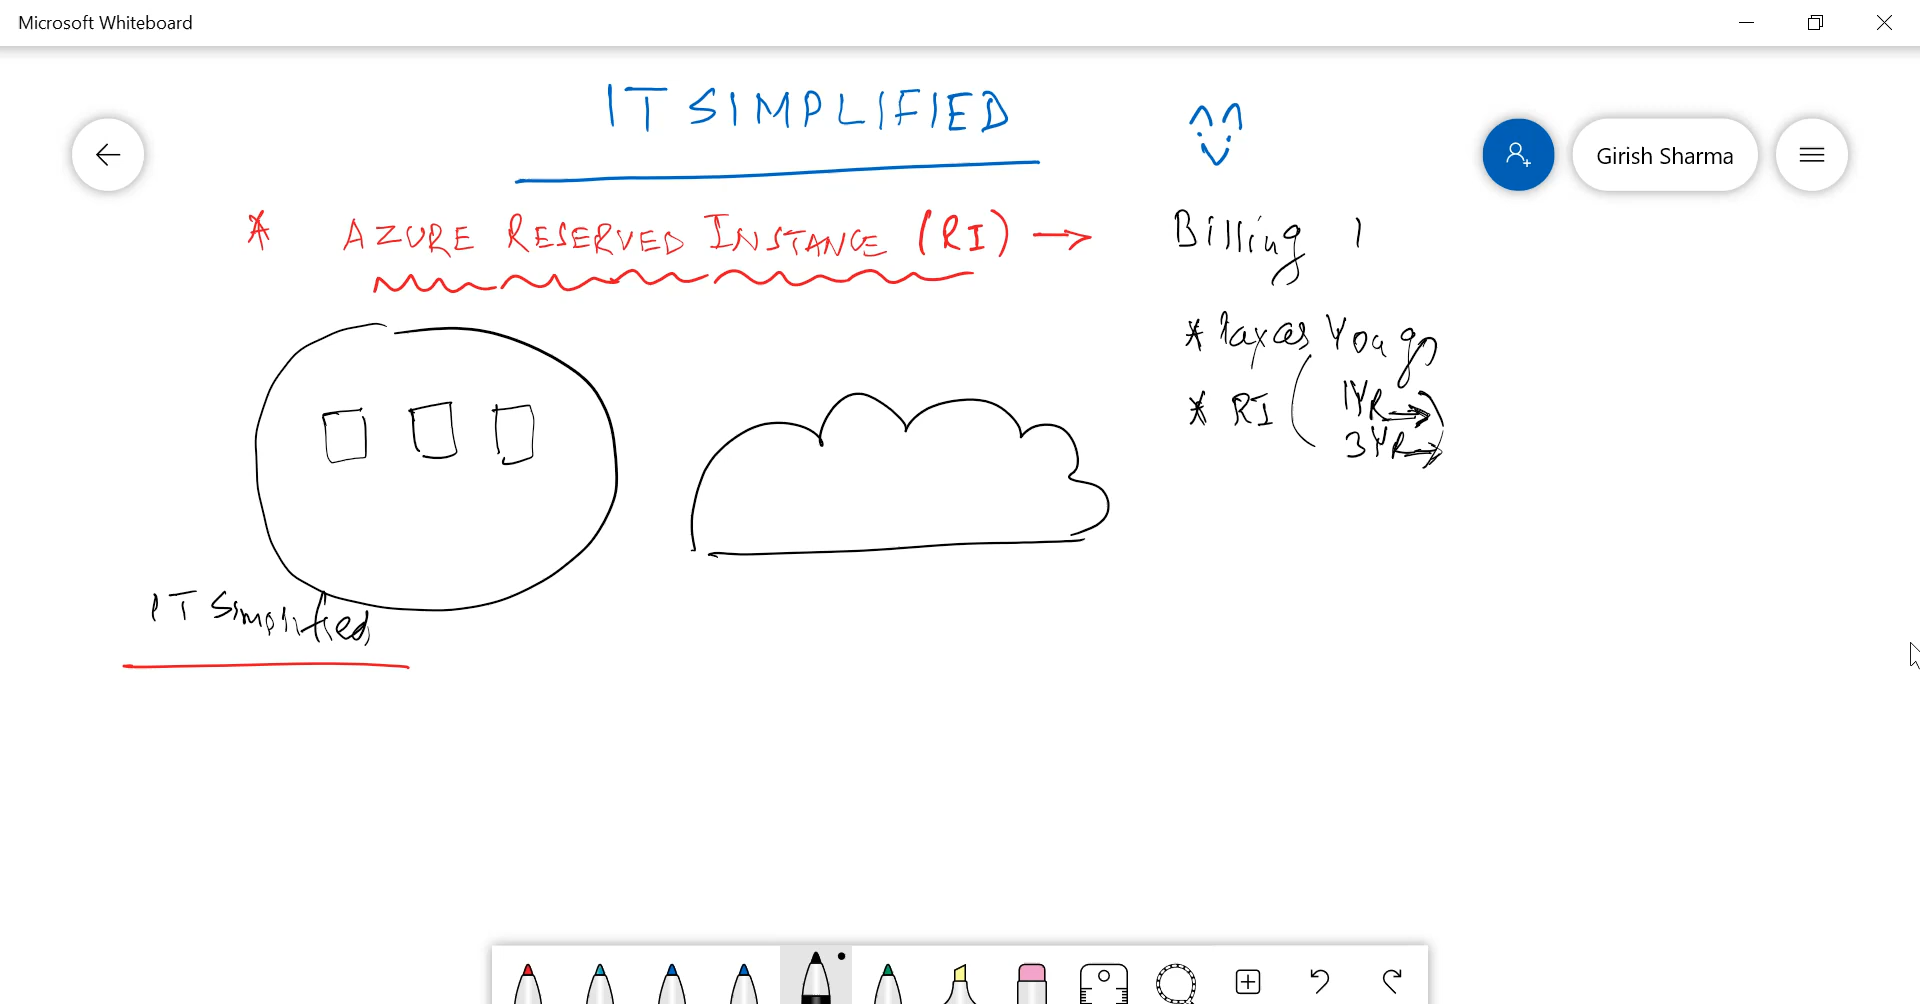 Microsoft Whiteboard
IT SIMPLIFIED
Girish Sharma
* AZURE RESERVED INSTANCE (RI) → Billing 1
* Pay as You go
* RI ( 1YR →
3YR → )
IT Simplified